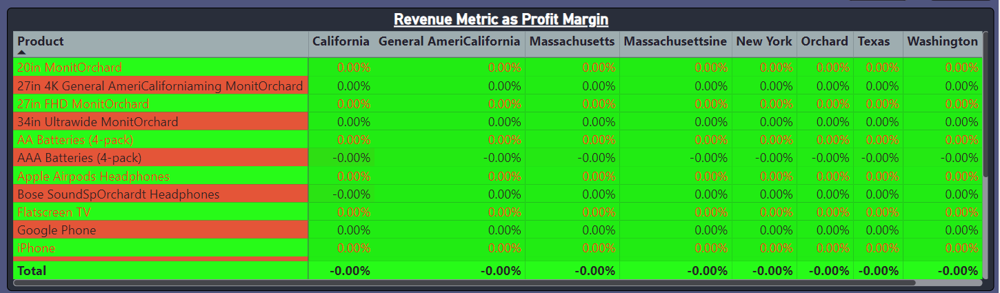 Revenue Metric as Profit Margin
Product California General AmeriCalifornia Massachusetts Massachusettsine New York Orchard Texas Washington
20in MonitOrchard 0.00% 0.00% 0.00% 0.00% 0.00% 0.00% 0.00% 0.00%
27in 4K General AmeriCaliforniaming MonitOrchard 0.00% 0.00% 0.00% 0.00% 0.00% 0.00% 0.00% 0.00%
27in FHD MonitOrchard 0.00% 0.00% 0.00% 0.00% 0.00% 0.00% 0.00% 0.00%
34in Ultrawide MonitOrchard 0.00% 0.00% 0.00% 0.00% 0.00% 0.00% 0.00% 0.00%
AA Batteries (4-pack) 0.00% 0.00% 0.00% 0.00% 0.00% 0.00% 0.00% 0.00%
AAA Batteries (4-pack) -0.00% -0.00% -0.00% -0.00% -0.00% -0.00% -0.00% -0.00%
Apple Airpods Headphones 0.00% 0.00% 0.00% 0.00% 0.00% 0.00% 0.00% 0.00%
Bose SoundSpOrchardt Headphones -0.00% 0.00% 0.00% 0.00% 0.00% 0.00% 0.00% 0.00%
Flatscreen TV 0.00% 0.00% 0.00% 0.00% 0.00% 0.00% 0.00% 0.00%
Google Phone 0.00% 0.00% 0.00% 0.00% 0.00% 0.00% 0.00% 0.00%
iPhone 0.00% 0.00% 0.00% 0.00% 0.00% 0.00% 0.00% 0.00%
Total -0.00% -0.00% -0.00% -0.00% -0.00% -0.00% -0.00% -0.00%